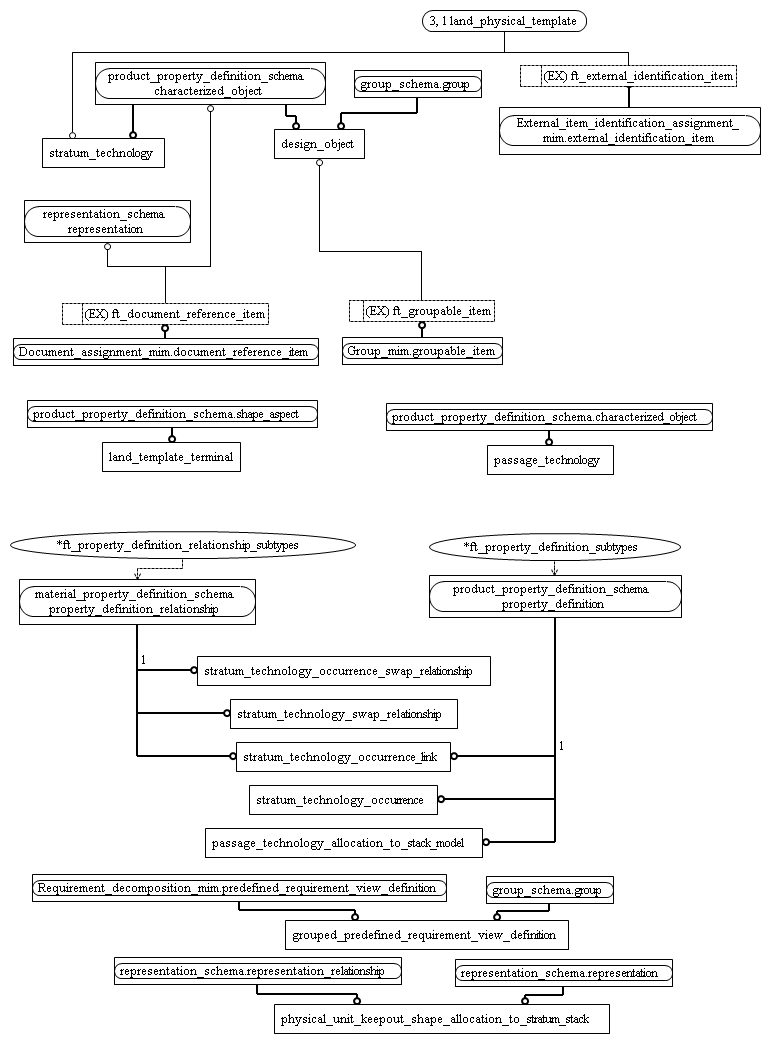 3, 1 land_physical_template
product_property_definition_schema.
characterized_object
group_schema.group
(EX) ft_external_identification_item
External_item_identification_assignment_
mim.external_identification_item
stratum_technology
design_object
representation_schema.
representation
(EX) ft_document_reference_item
(EX) ft_groupable_item
Document_assignment_mim.document_reference_item
Group_mim.groupable_item
product_property_definition_schema.shape_aspect
product_property_definition_schema.characterized_object
land_template_terminal
passage_technology
*ft_property_definition_relationship_subtypes
*ft_property_definition_subtypes
material_property_definition_schema.
property_definition_relationship
product_property_definition_schema.
property_definition
1
stratum_technology_occurrence_swap_relationship
stratum_technology_swap_relationship
stratum_technology_occurrence_link
1
stratum_technology_occurrence
passage_technology_allocation_to_stack_model
Requirement_decomposition_mim.predefined_requirement_view_definition
group_schema.group
grouped_predefined_requirement_view_definition
representation_schema.representation_relationship
representation_schema.representation
physical_unit_keepout_shape_allocation_to_stratum_stack